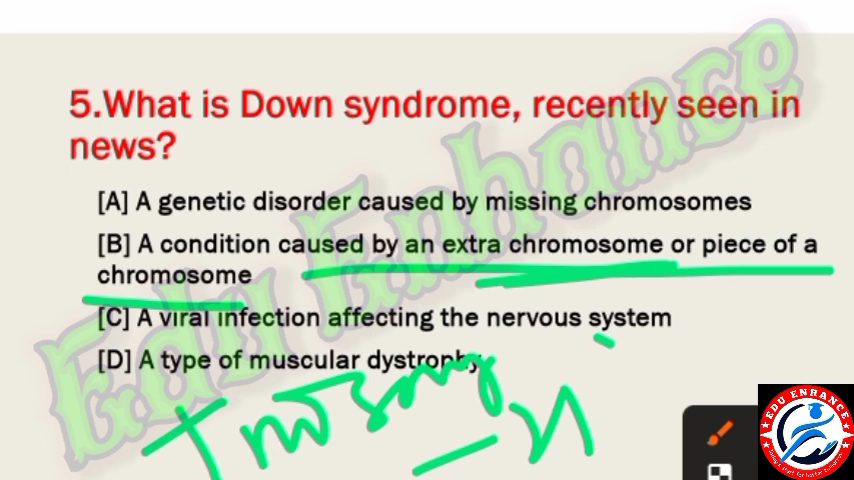 5.What is Down syndrome, recently seen in
news?
[A] A genetic disorder caused by missing chromosomes
[B] A condition caused by an extra chromosome or piece of a
chromosome
[C] A viral infection affecting the nervous system
[D] A type of muscular dystrophy
Edu Enhance
EDU ENRANCE